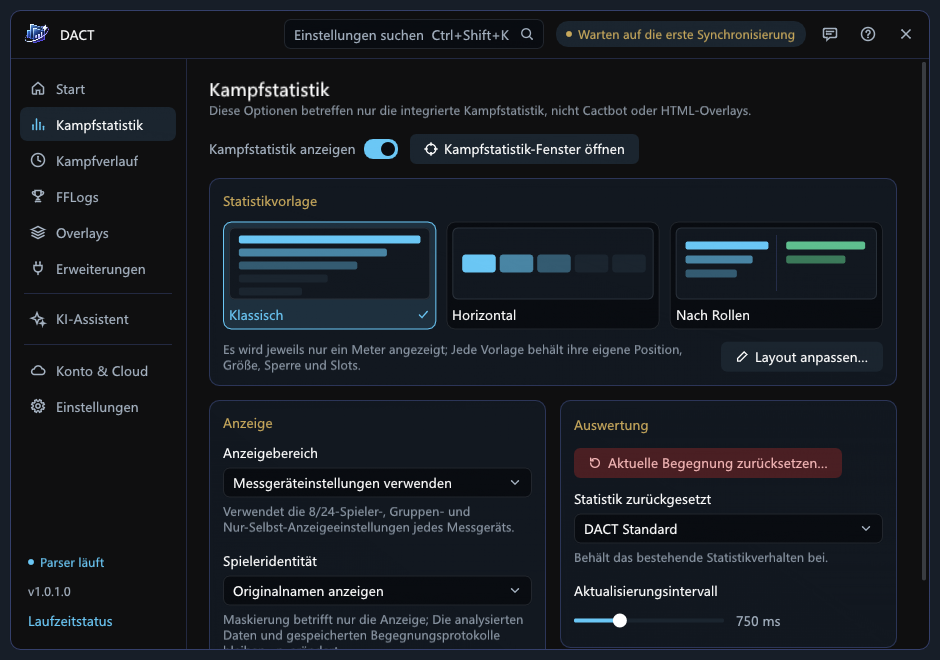 DACT
Einstellungen suchen Ctrl+Shift+K
Warten auf die erste Synchronisierung
Start
Kampfstatistik
Kampfverlauf
FFLogs
Overlays
Erweiterungen
KI-Assistent
Konto & Cloud
Einstellungen
Parser läuft
v1.0.1.0
Laufzeitstatus
Kampfstatistik
Diese Optionen betreffen nur die integrierte Kampfstatistik, nicht Cactbot oder HTML-Overlays.
Kampfstatistik anzeigen
Kampfstatistik-Fenster öffnen
Statistikvorlage
Klassisch
Horizontal
Nach Rollen
Es wird jeweils nur ein Meter angezeigt; Jede Vorlage behält ihre eigene Position,
Größe, Sperre und Slots.
Layout anpassen...
Anzeige
Anzeigebereich
Messgeräteinstellungen verwenden
Verwendet die 8/24-Spieler-, Gruppen- und
Nur-Selbst-Anzeigeeinstellungen jedes Messgeräts.
Spieleridentität
Originalnamen anzeigen
Maskierung betrifft nur die Anzeige; Die analysierten
Daten und gespeicherten Begegnungsprotokolle
Auswertung
Aktuelle Begegnung zurücksetzen...
Statistik zurückgesetzt
DACT Standard
Behält das bestehende Statistikverhalten bei.
Aktualisierungsintervall
750 ms